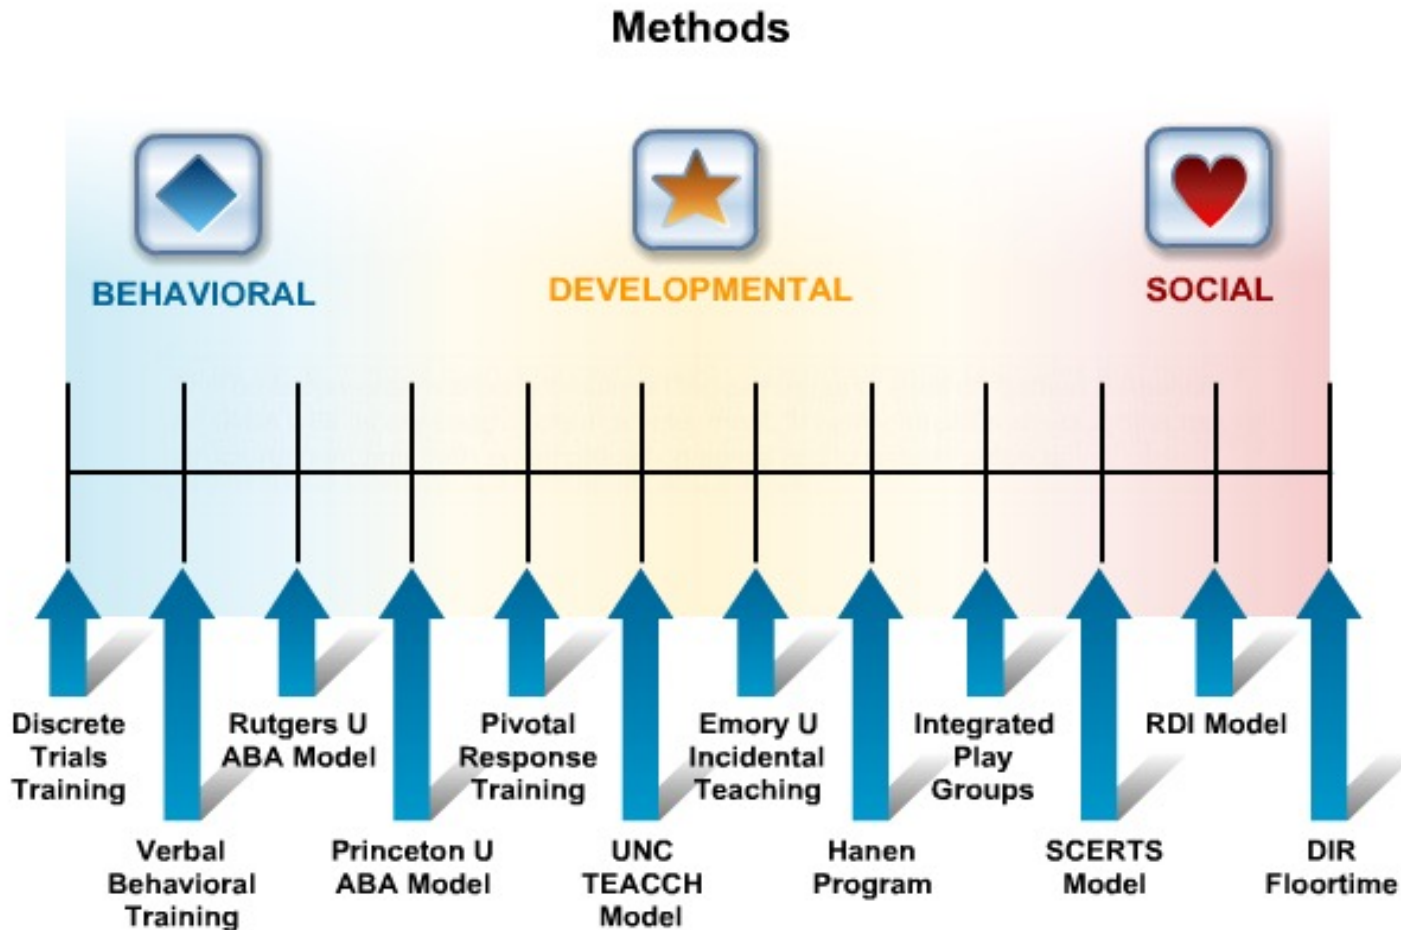 Methods
BEHAVIORAL
DEVELOPMENTAL
SOCIAL
Discrete
Trials
Training
Verbal
Behavioral
Training
Rutgers U
ABA Model
Princeton U
ABA Model
Pivotal
Response
Training
UNC
TEACCH
Model
Emory U
Incidental
Teaching
Hanen
Program
Integrated
Play
Groups
SCERTS
Model
RDI Model
DIR
Floortime